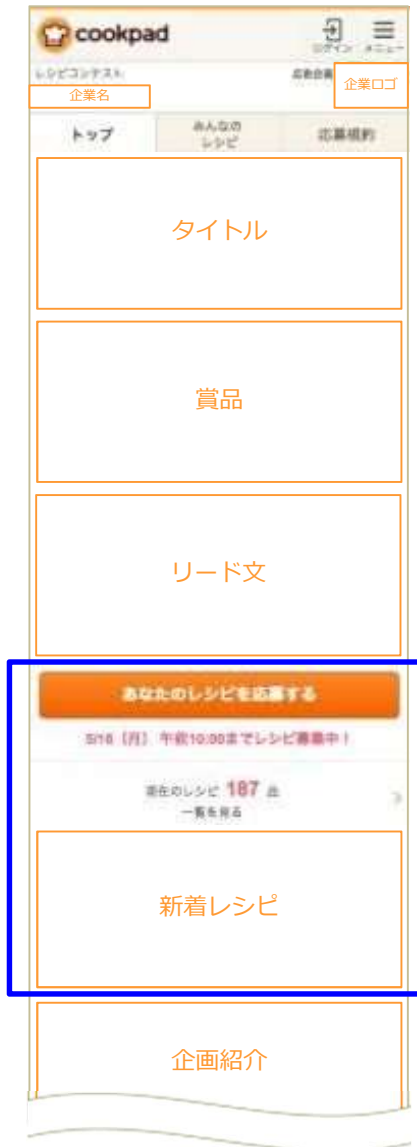 cookpad
ログイン メニュー
レシピコンテスト
企業名
企業ロゴ
トップ
みんなの
レシピ
応募規約
タイトル
賞品
リード文
あなたのレシピを応募する
5/16（月） 午前10:00までレシピ募集中！
現在のレシピ 187 品
一覧を見る
新着レシピ
企画紹介